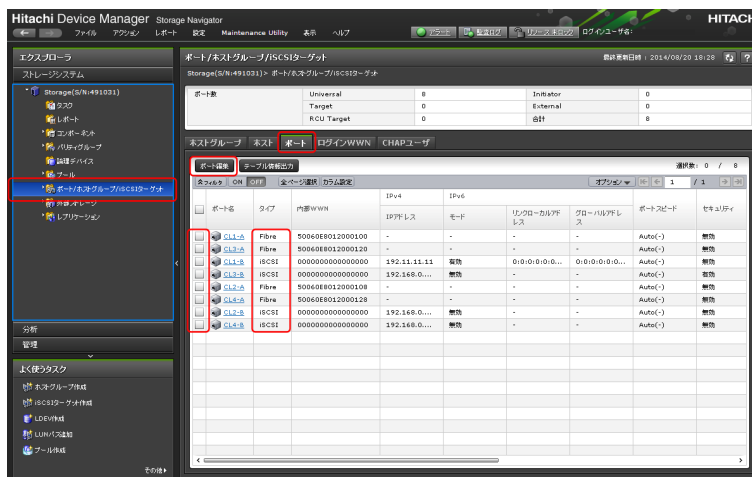 Hitachi Device Manager Storage Navigator
HITACHI
ファイル アクション レポート 設定 Maintenance Utility 表示 ヘルプ
アラート 監査ログ リソースロック ログインユーザ名:
エクスプローラ
ストレージシステム
Storage(S/N:491031)
タスク
レポート
コンポーネント
パリティグループ
論理デバイス
プール
ポート/ホストグループ/iSCSIターゲット
外部ストレージ
レプリケーション
分析
管理
よく使うタスク
ホストグループ作成
iSCSIターゲット作成
LDEV作成
LUNパス追加
プール作成
その他
ポート/ホストグループ/iSCSIターゲット
最終更新日時 : 2014/08/20 18:28
Storage(S/N:491031)> ポート/ホストグループ/iSCSIターゲット
ポート数 Universal 8 Initiator 0
Target 0 External 0
RCU Target 0 合計 8
ホストグループ ホスト ポート ログインWWN CHAPユーザ
ポート編集 テーブル情報出力 選択数: 0 / 8
フィルタ ON OFF 全ページ選択 カラム設定 オプション 1 / 1
IPv4 IPv6
ポート名 タイプ 内部WWN IPアドレス モード リンクローカルアドレス グローバルアドレス ポートスピード セキュリティ
CL1-A Fibre 50060E8012000100 - - - - Auto(-) 無効
CL3-A Fibre 50060E8012000120 - - - - Auto(-) 無効
CL1-B iSCSI 0000000000000000 192.11.11.11 有効 0:0:0:0:0... 0:0:0:0:0... Auto(-) 無効
CL3-B iSCSI 0000000000000000 192.168.0.... 無効 - - Auto(-) 有効
CL2-A Fibre 50060E8012000108 - - - - Auto(-) 無効
CL4-A Fibre 50060E8012000128 - - - - Auto(-) 無効
CL2-B iSCSI 0000000000000000 192.168.0.... 無効 - - Auto(-) 無効
CL4-B iSCSI 0000000000000000 192.168.0.... 無効 - - Auto(-) 無効